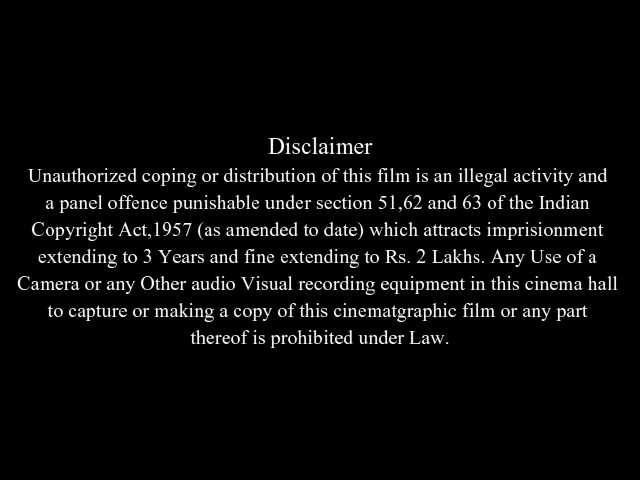 Disclaimer
Unauthorized coping or distribution of this film is an illegal activity and
a panel offence punishable under section 51,62 and 63 of the Indian
Copyright Act,1957 (as amended to date) which attracts imprisionment
extending to 3 Years and fine extending to Rs. 2 Lakhs. Any Use of a
Camera or any Other audio Visual recording equipment in this cinema hall
to capture or making a copy of this cinematgraphic film or any part
thereof is prohibited under Law.